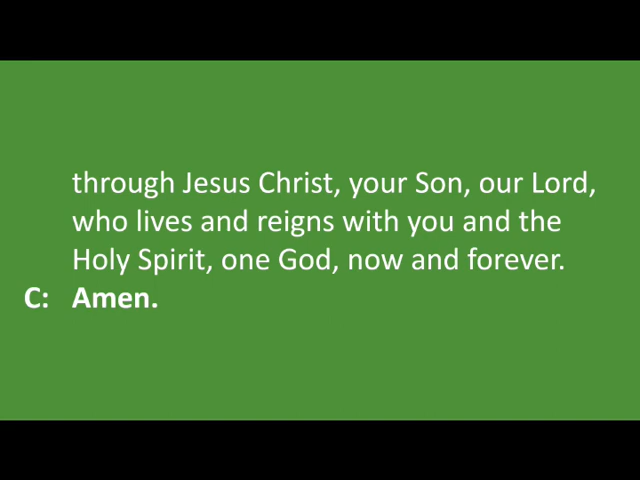 through Jesus Christ, your Son, our Lord,
who lives and reigns with you and the
Holy Spirit, one God, now and forever.
C: Amen.